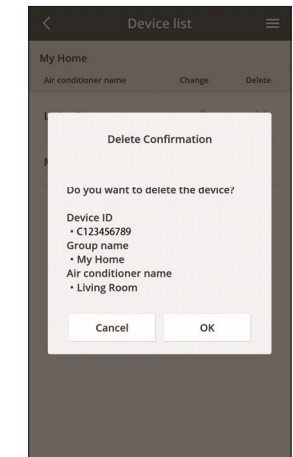 Device list
My Home
Air conditioner name Change Delete
L
M
Delete Confirmation
Do you want to delete the device?
Device ID
• C123456789
Group name
• My Home
Air conditioner name
• Living Room
Cancel OK